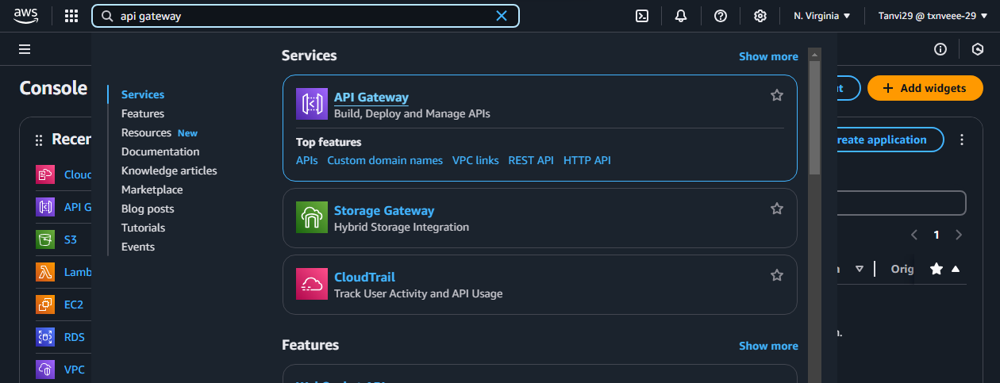 aws
api gateway
N. Virginia
Tanvi29 @ txnveee-29
Console
Add widgets
Services
Features
Resources New
Documentation
Knowledge articles
Marketplace
Blog posts
Tutorials
Events
Services
Show more
API Gateway
Build, Deploy and Manage APIs
Top features
APIs Custom domain names VPC links REST API HTTP API
Storage Gateway
Hybrid Storage Integration
CloudTrail
Track User Activity and API Usage
Features
Show more
Recen
Cloud
API G
S3
Lamb
EC2
RDS
VPC
reate application
1
Orig